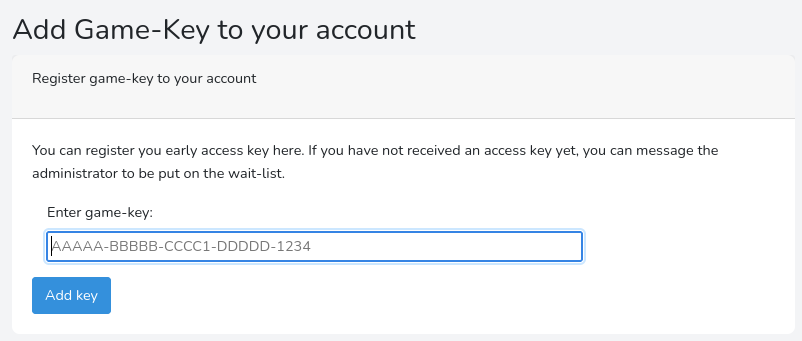 Add Game-Key to your account
Register game-key to your account
You can register you early access key here. If you have not received an access key yet, you can message the
administrator to be put on the wait-list.
Enter game-key:
AAAAA-BBBBB-CCCC1-DDDDD-1234
Add key